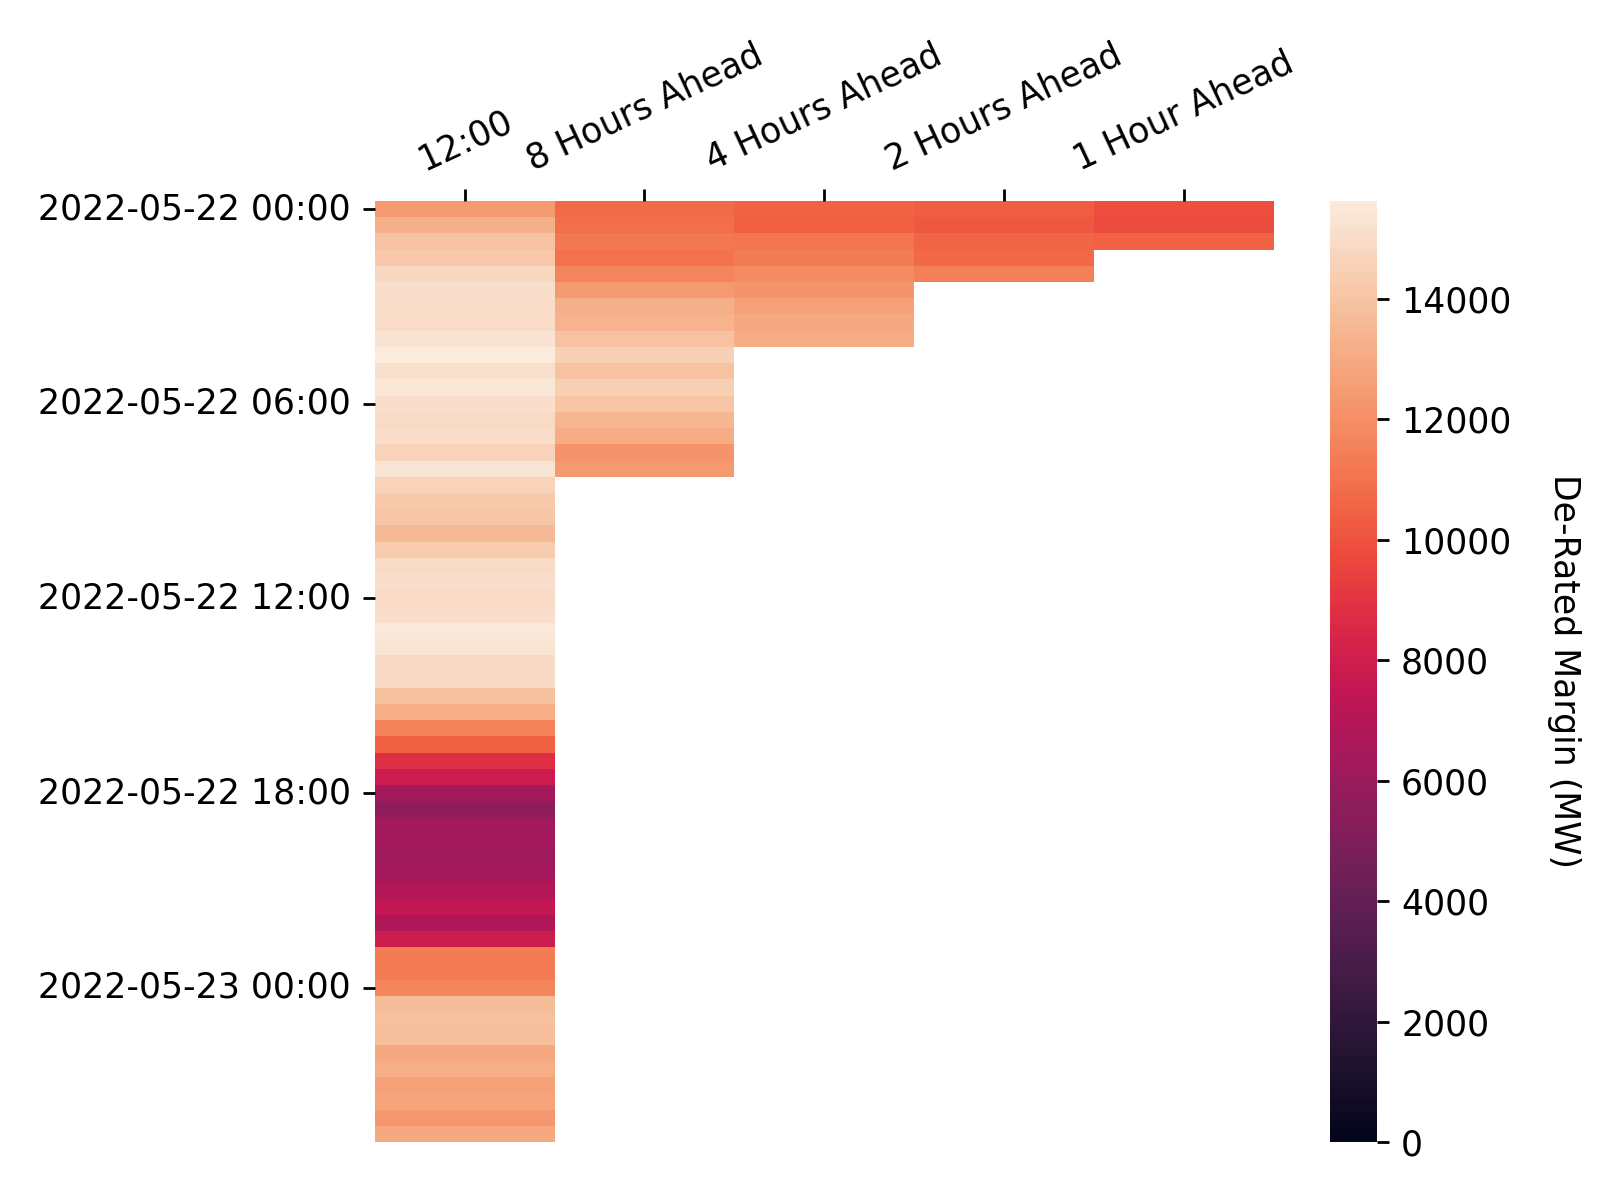 12:00
8 Hours Ahead
4 Hours Ahead
2 Hours Ahead
1 Hour Ahead
2022-05-22 00:00
2022-05-22 06:00
2022-05-22 12:00
2022-05-22 18:00
2022-05-23 00:00
14000
12000
10000
8000
6000
4000
2000
0
De-Rated Margin (MW)